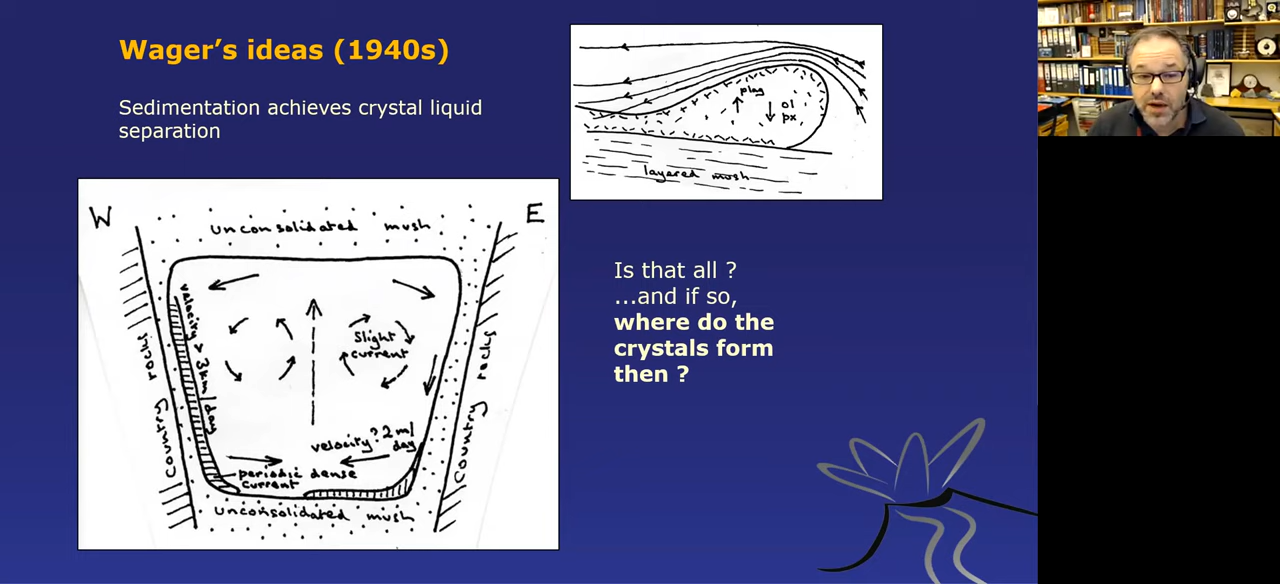 Wager's ideas (1940s)
Sedimentation achieves crystal liquid
separation
plag
ol
px
layered mush
W
E
unconsolidated mush
velocity > 3km/day
Slight
current
country rocks
country rocks
velocity ? 2 m/
day
periodic dense
current
unconsolidated mush
Is that all ?
...and if so,
where do the
crystals form
then ?